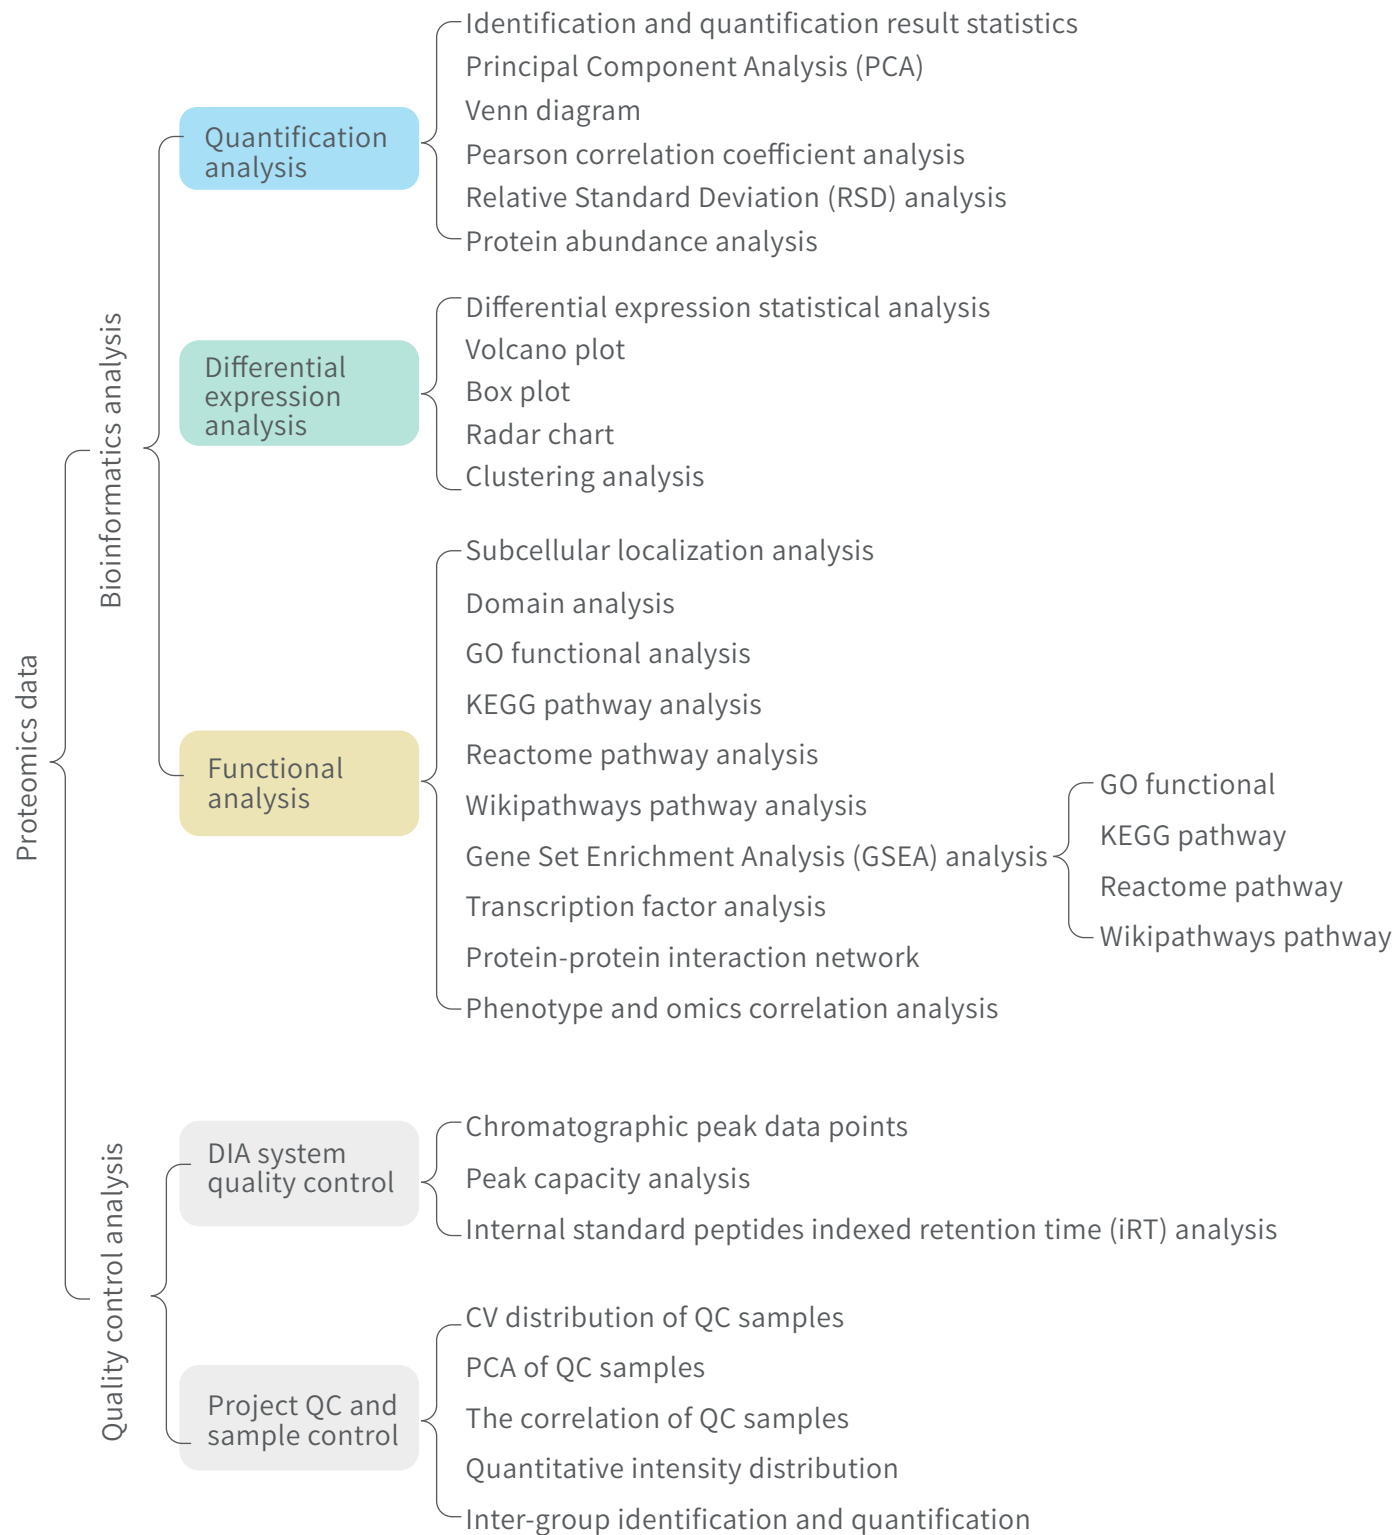 Proteomics data
Bioinformatics analysis
Quantification
analysis
Identification and quantification result statistics
Principal Component Analysis (PCA)
Venn diagram
Pearson correlation coefficient analysis
Relative Standard Deviation (RSD) analysis
Protein abundance analysis
Differential
expression
analysis
Differential expression statistical analysis
Volcano plot
Box plot
Radar chart
Clustering analysis
Functional
analysis
Subcellular localization analysis
Domain analysis
GO functional analysis
KEGG pathway analysis
Reactome pathway analysis
Wikipathways pathway analysis
Gene Set Enrichment Analysis (GSEA) analysis
GO functional
KEGG pathway
Reactome pathway
Wikipathways pathway
Transcription factor analysis
Protein-protein interaction network
Phenotype and omics correlation analysis
Quality control analysis
DIA system
quality control
Chromatographic peak data points
Peak capacity analysis
Internal standard peptides indexed retention time (iRT) analysis
Project QC and
sample control
CV distribution of QC samples
PCA of QC samples
The correlation of QC samples
Quantitative intensity distribution
Inter-group identification and quantification